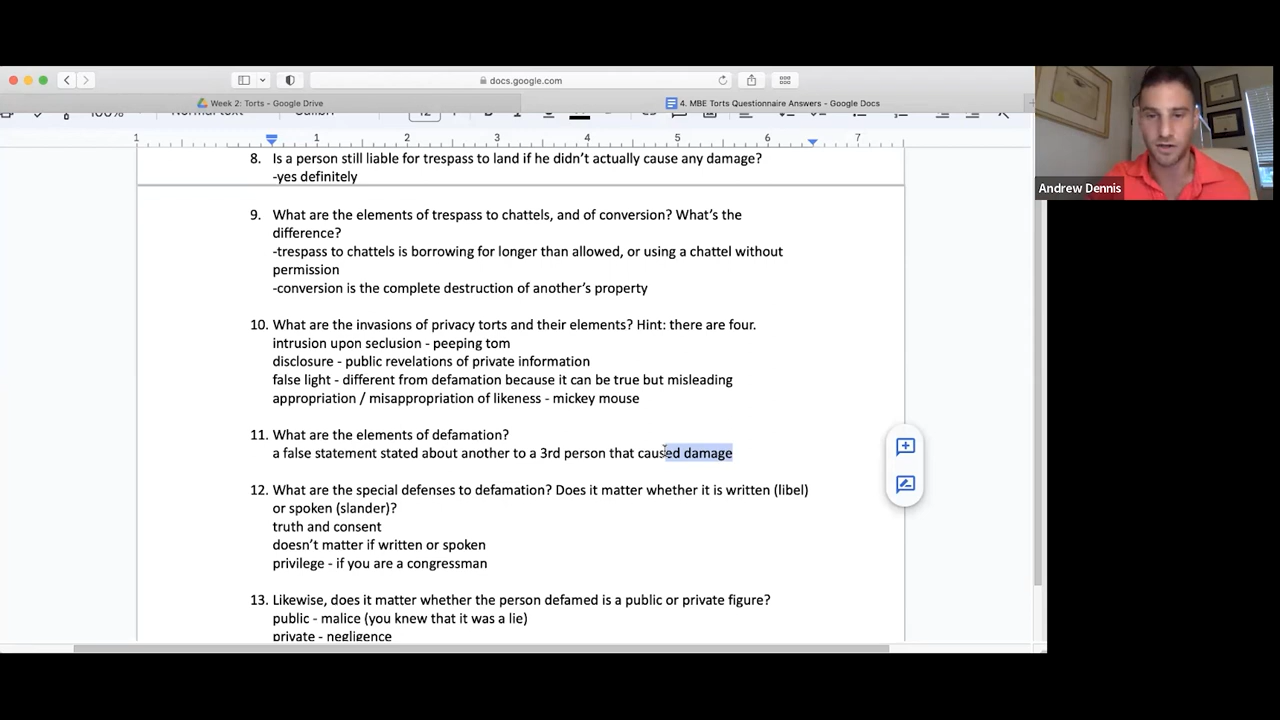 docs.google.com
Week 2: Torts - Google Drive
4. MBE Torts Questionnaire Answers - Google Docs
1 1 2 3 4 5 6 7
8. Is a person still liable for trespass to land if he didn't actually cause any damage?
-yes definitely
9. What are the elements of trespass to chattels, and of conversion? What's the
difference?
-trespass to chattels is borrowing for longer than allowed, or using a chattel without
permission
-conversion is the complete destruction of another's property
10. What are the invasions of privacy torts and their elements? Hint: there are four.
intrusion upon seclusion - peeping tom
disclosure - public revelations of private information
false light - different from defamation because it can be true but misleading
appropriation / misappropriation of likeness - mickey mouse
11. What are the elements of defamation?
a false statement stated about another to a 3rd person that caused damage
12. What are the special defenses to defamation? Does it matter whether it is written (libel)
or spoken (slander)?
truth and consent
doesn't matter if written or spoken
privilege - if you are a congressman
13. Likewise, does it matter whether the person defamed is a public or private figure?
public - malice (you knew that it was a lie)
private - negligence
Andrew Dennis